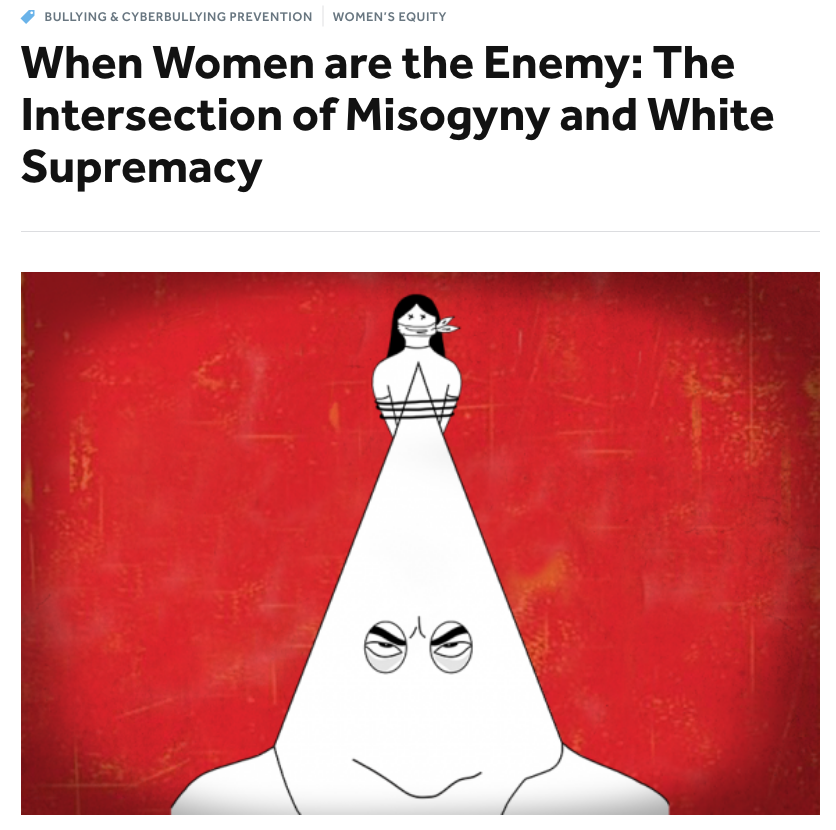 BULLYING & CYBERBULLYING PREVENTION
WOMEN'S EQUITY
When Women are the Enemy: The
Intersection of Misogyny and White
Supremacy